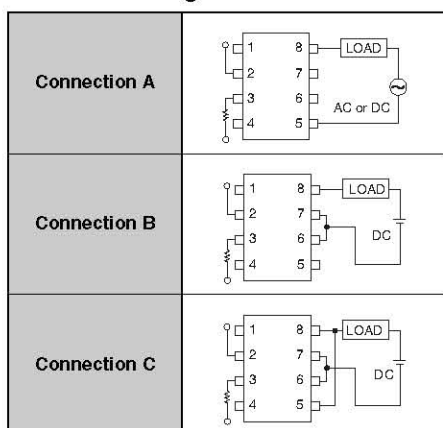 Connection A
1 8 LOAD
2 7
3 6
4 5 AC or DC
Connection B
1 8 LOAD
2 7
3 6 DC
4 5
Connection C
1 8 LOAD
2 7
3 6 DC
4 5